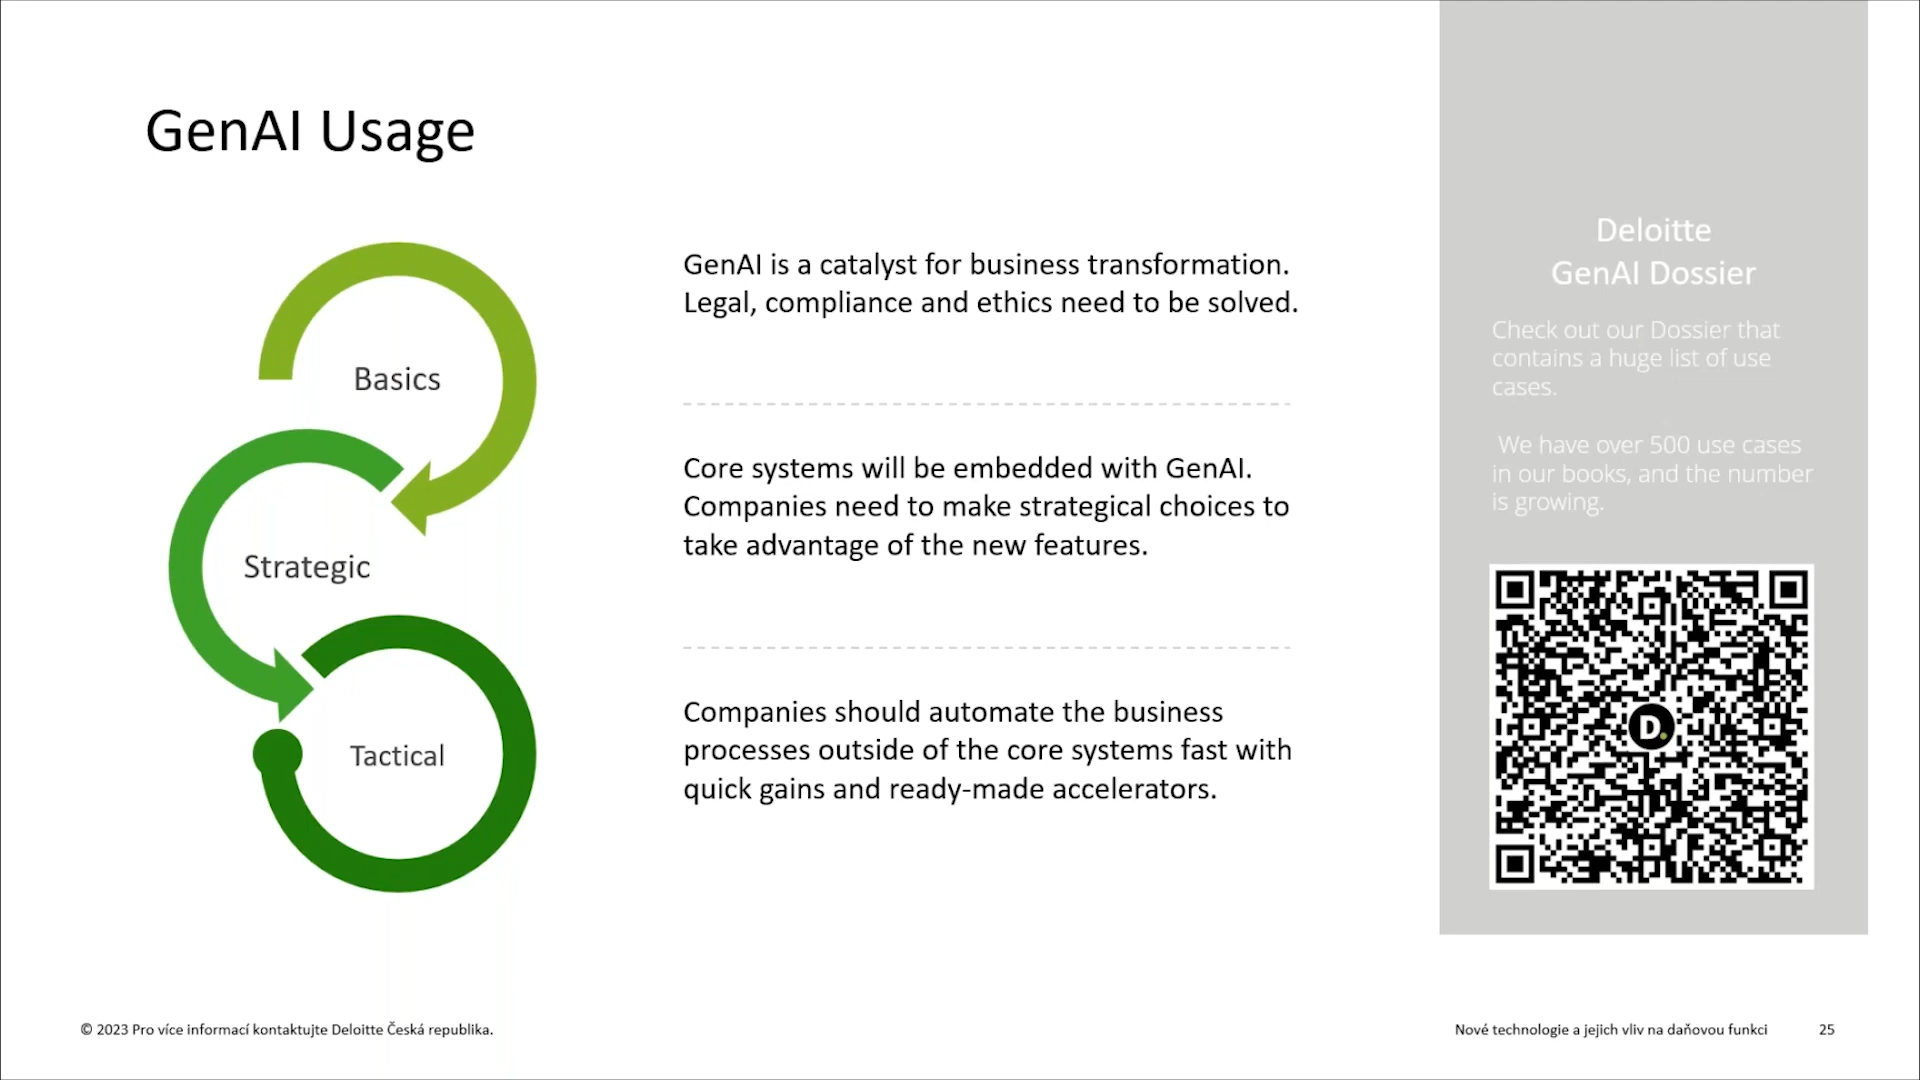 GenAI Usage
Basics
GenAI is a catalyst for business transformation.
Legal, compliance and ethics need to be solved.
Strategic
Core systems will be embedded with GenAI.
Companies need to make strategical choices to
take advantage of the new features.
Tactical
Companies should automate the business
processes outside of the core systems fast with
quick gains and ready-made accelerators.
Deloitte
GenAI Dossier
Check out our Dossier that
contains a huge list of use
cases.
We have over 500 use cases
in our books, and the number
is growing.
D.
© 2023 Pro více informací kontaktujte Deloitte Česká republika.
Nové technologie a jejich vliv na daňovou funkci
25